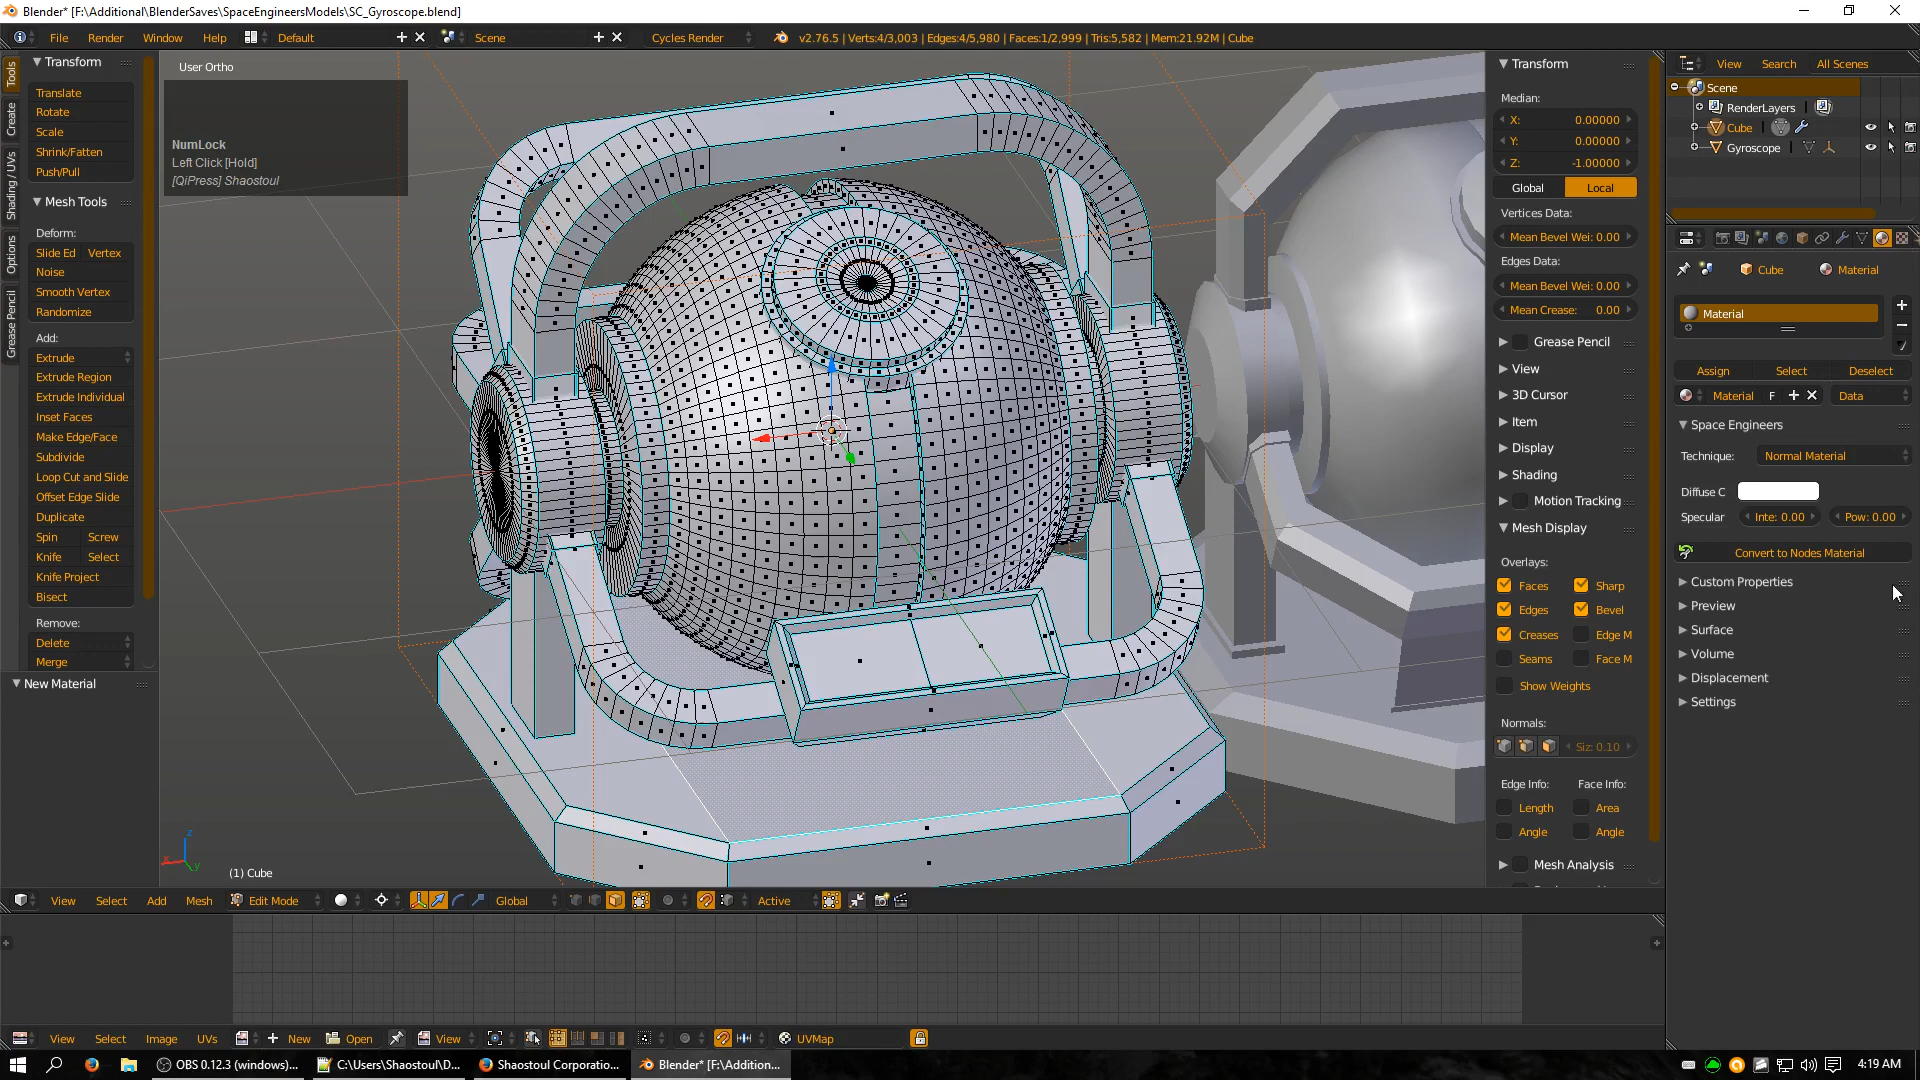 Blender* [F:\Additional\BlenderSaves\SpaceEngineersModels\SC_Gyroscope.blend]
File Render Window Help Default Scene Cycles Render v2.76.5 | Verts:4/3,003 | Edges:4/5,980 | Faces:1/2,999 | Tris:5,582 | Mem:21.92M | Cube
Tools
Create
Shading / UVs
Options
Grease Pencil
Transform
Translate
Rotate
Scale
Shrink/Fatten
Push/Pull
Mesh Tools
Deform:
Slide Ed Vertex
Noise
Smooth Vertex
Randomize
Add:
Extrude
Extrude Region
Extrude Individual
Inset Faces
Make Edge/Face
Subdivide
Loop Cut and Slide
Offset Edge Slide
Duplicate
Spin Screw
Knife Select
Knife Project
Bisect
Remove:
Delete
Merge
New Material
User Ortho
NumLock
Left Click [Hold]
[QiPress] Shaostoul
z
x
y
(1) Cube
Transform
Median:
X: 0.00000
Y: 0.00000
Z: -1.00000
Global Local
Vertices Data:
Mean Bevel Wei: 0.00
Edges Data:
Mean Bevel Wei: 0.00
Mean Crease: 0.00
Grease Pencil
View
3D Cursor
Item
Display
Shading
Motion Tracking
Mesh Display
Overlays:
Faces Sharp
Edges Bevel
Creases Edge M
Seams Face M
Show Weights
Normals:
Siz: 0.10
Edge Info: Face Info:
Length Area
Angle Angle
Mesh Analysis
View Search All Scenes
Scene
RenderLayers
Cube
Gyroscope
Cube Material
Material
Assign Select Deselect
Material F Data
Space Engineers
Technique: Normal Material
Diffuse C
Specular Inte: 0.00 Pow: 0.00
Convert to Nodes Material
Custom Properties
Preview
Surface
Volume
Displacement
Settings
View Select Add Mesh Edit Mode Global Active
View Select Image UVs New Open View UVMap
OBS 0.12.3 (windows)... C:\Users\Shaostoul\D... Shaostoul Corporatio... Blender* [F:\Addition... 4:19 AM